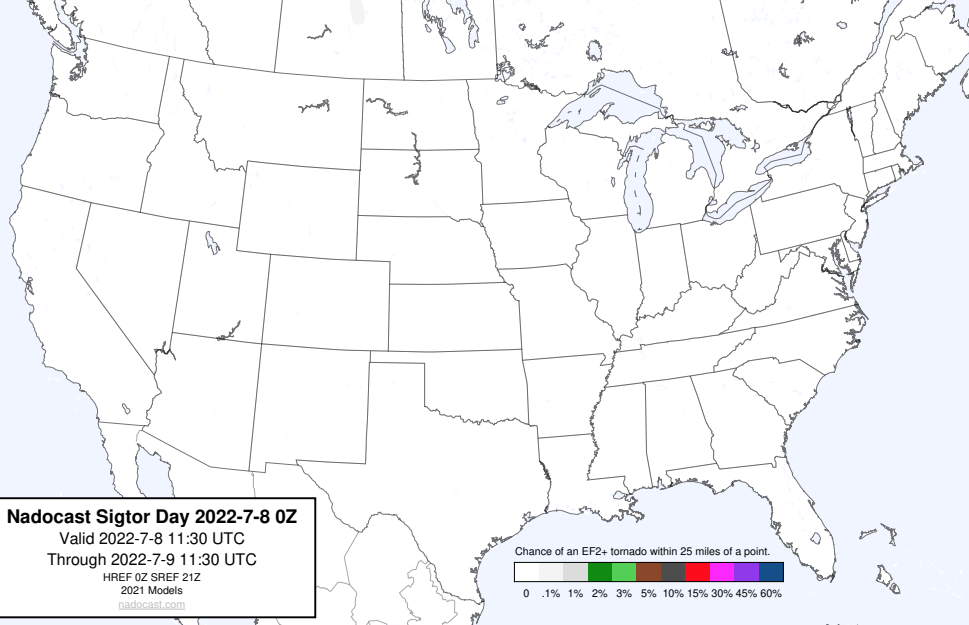 Nadocast Sigtor Day 2022-7-8 0Z
Valid 2022-7-8 11:30 UTC
Through 2022-7-9 11:30 UTC
HREF 0Z SREF 21Z
2021 Models
nadocast.com
Chance of an EF2+ tornado within 25 miles of a point.
0 .1% 1% 2% 3% 5% 10% 15% 30% 45% 60%